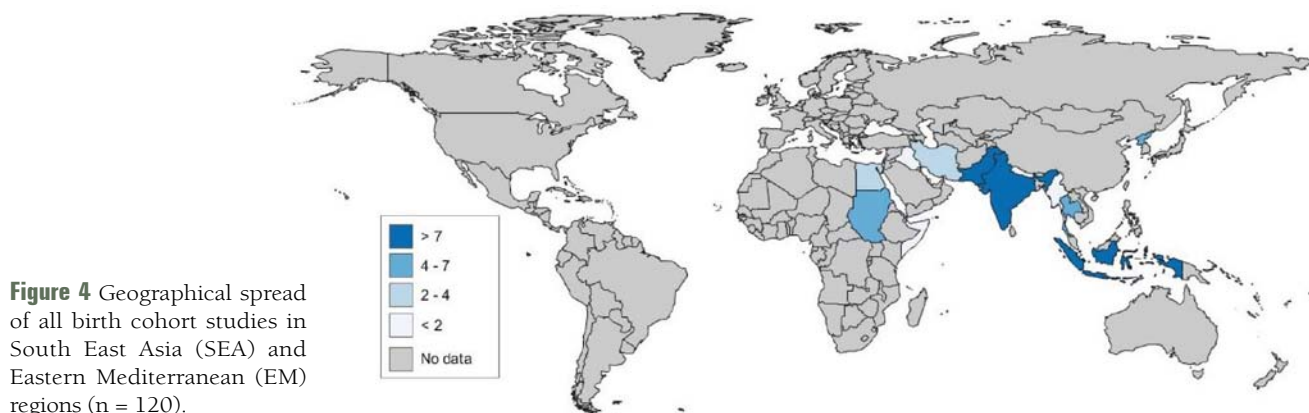 > 7
4 - 7
2 - 4
< 2
No data
Figure 4 Geographical spread
of all birth cohort studies in
South East Asia (SEA) and
Eastern Mediterranean (EM)
regions (n = 120).